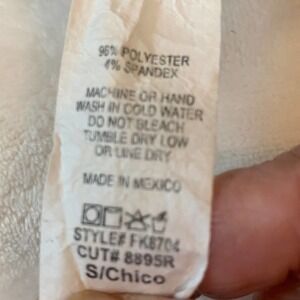 96% POLYESTER
4% SPANDEX
MACHINE OR HAND
WASH IN COLD WATER
DO NOT BLEACH
TUMBLE DRY LOW
OR LINE DRY
MADE IN MEXICO
STYLE# FK8704
CUT# 8895R
S/Chico